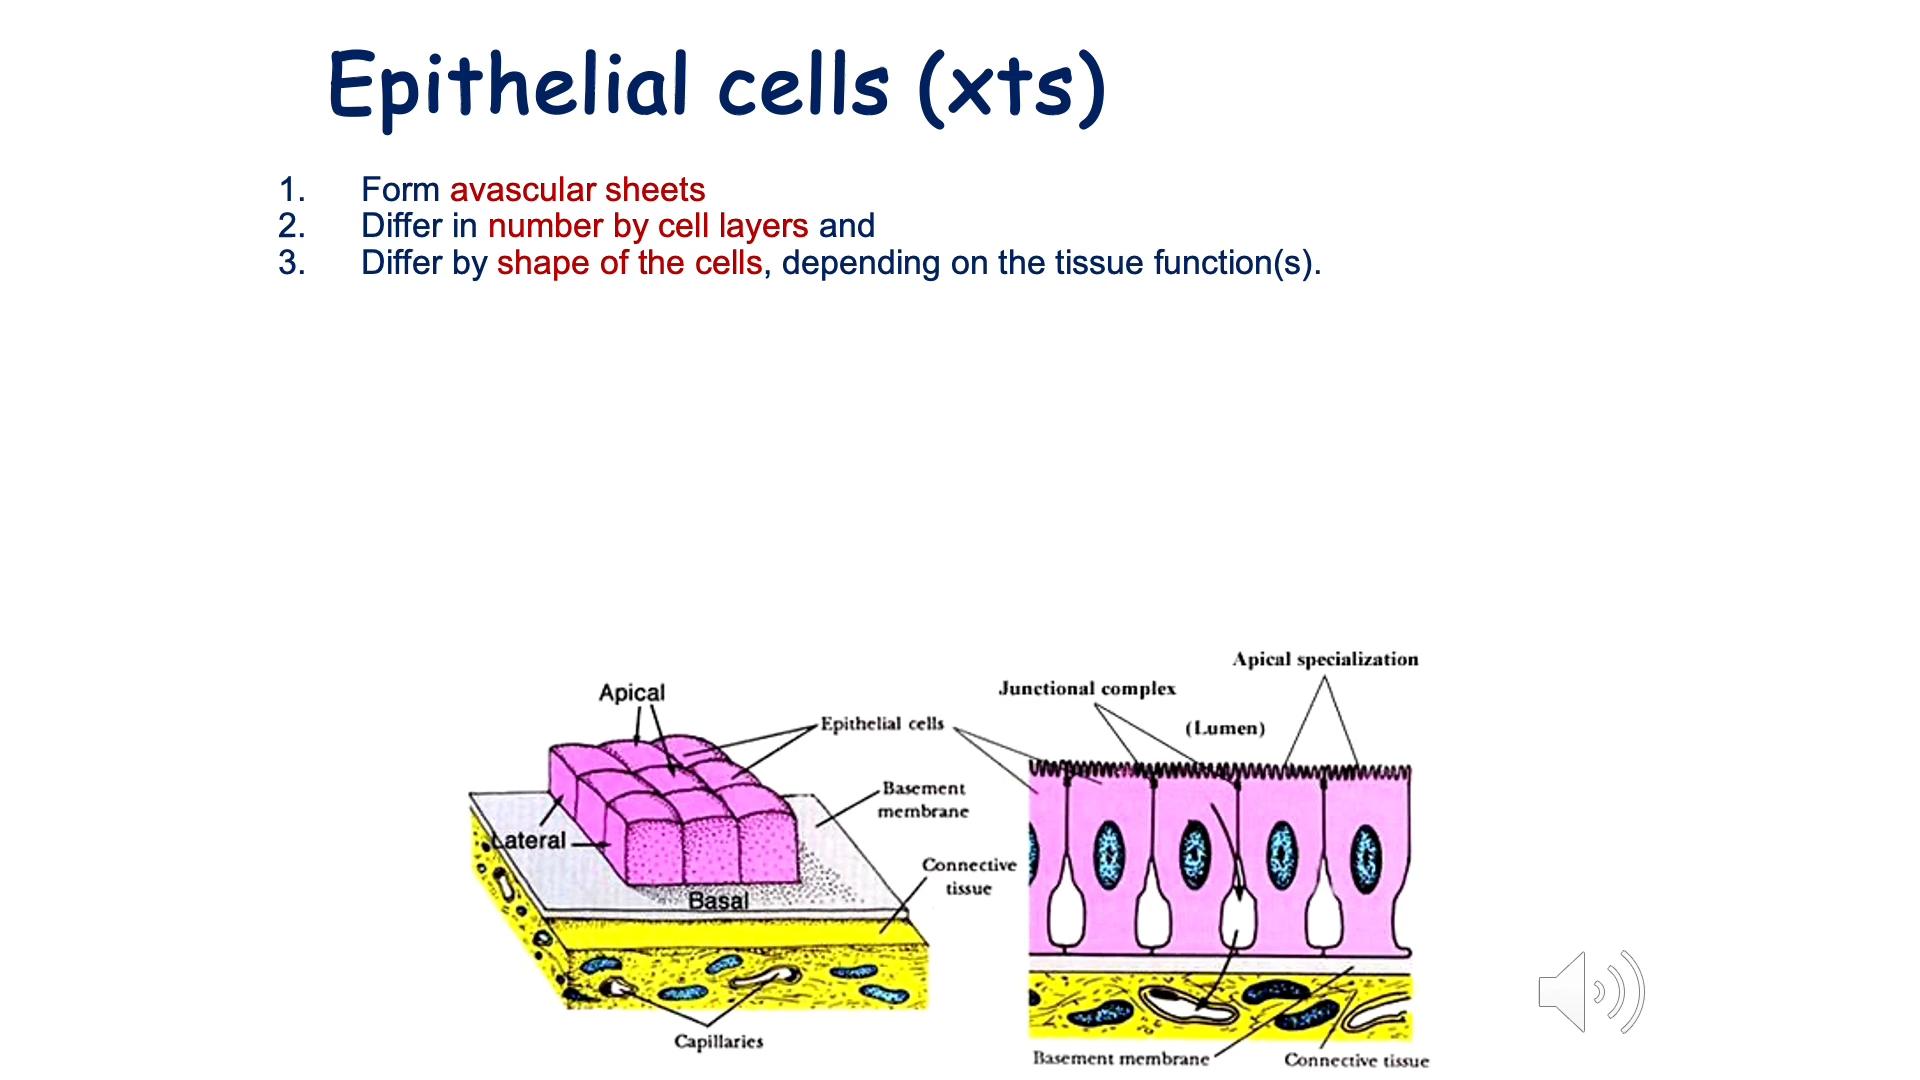 Epithelial cells (xts)
1. Form avascular sheets
2. Differ in number by cell layers and
3. Differ by shape of the cells, depending on the tissue function(s).
Apical
Epithelial cells
Basement
membrane
Lateral
Connective
tissue
Basal
Capillaries
Apical specialization
Junctional complex
(Lumen)
Basement membrane
Connective tissue